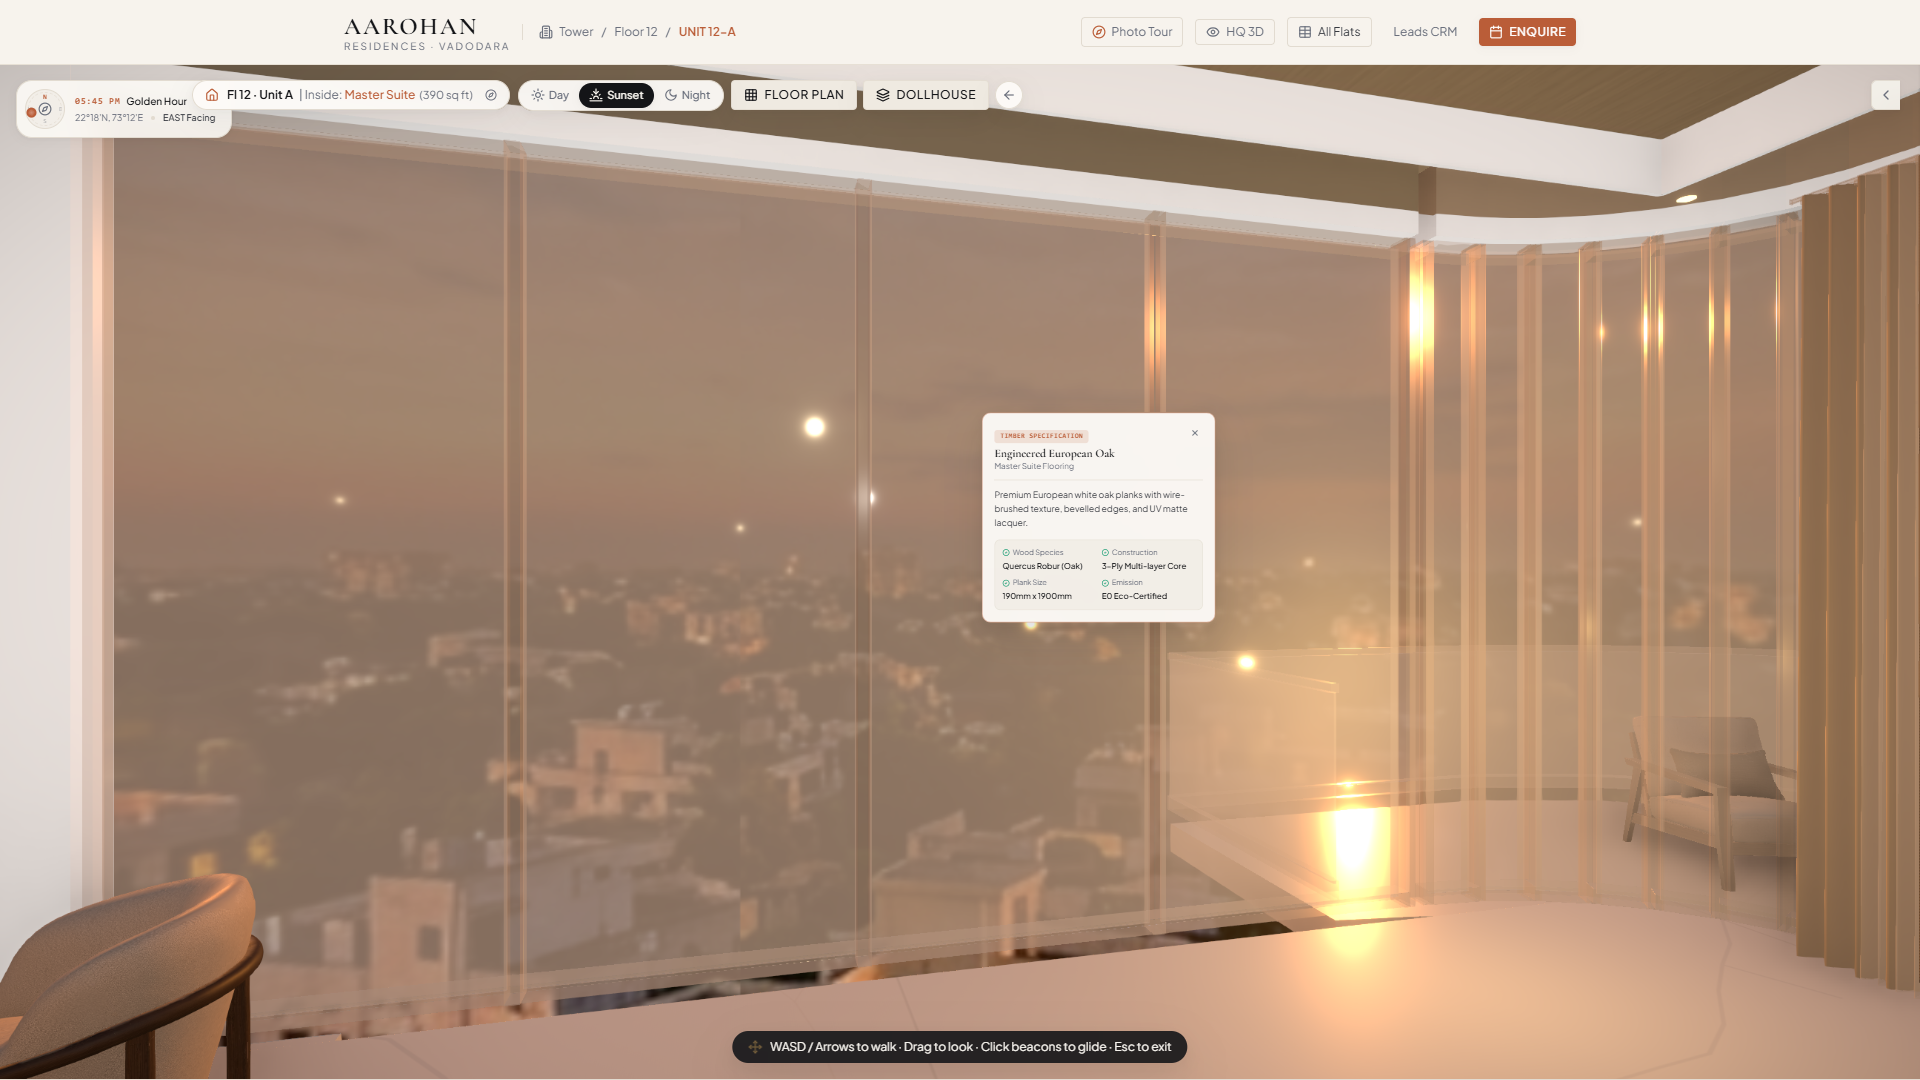 AAROHAN
RESIDENCES · VADODARA
Tower / Floor 12 / UNIT 12-A
Photo Tour
HQ 3D
All Flats
Leads CRM
ENQUIRE
N
S
05:45 PM Golden Hour
22°18'N, 73°12'E EAST Facing
Fl 12 · Unit A | Inside: Master Suite (390 sq ft)
Day
Sunset
Night
FLOOR PLAN
DOLLHOUSE
TIMBER SPECIFICATION
Engineered European Oak
Master Suite Flooring
Premium European white oak planks with wire-
brushed texture, bevelled edges, and UV matte
lacquer.
Wood Species Construction
Quercus Robur (Oak) 3-Ply Multi-layer Core
Plank Size Emission
190mm x 1900mm E0 Eco-Certified
WASD / Arrows to walk · Drag to look · Click beacons to glide · Esc to exit